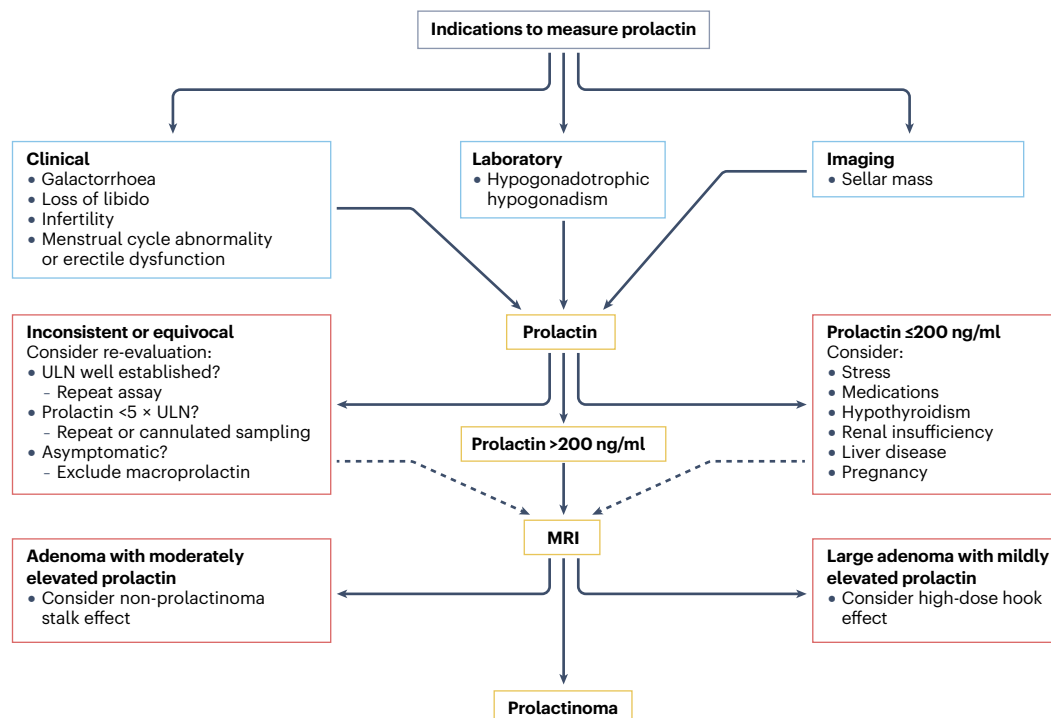 Indications to measure prolactin
Clinical
• Galactorrhoea
• Loss of libido
• Infertility
• Menstrual cycle abnormality
or erectile dysfunction
Laboratory
• Hypogonadotrophic
hypogonadism
Imaging
• Sellar mass
Inconsistent or equivocal
Consider re-evaluation:
• ULN well established?
- Repeat assay
• Prolactin <5 × ULN?
- Repeat or cannulated sampling
• Asymptomatic?
- Exclude macroprolactin
Prolactin
Prolactin >200 ng/ml
Prolactin ≤200 ng/ml
Consider:
• Stress
• Medications
• Hypothyroidism
• Renal insufficiency
• Liver disease
• Pregnancy
MRI
Adenoma with moderately
elevated prolactin
• Consider non-prolactinoma
stalk effect
Large adenoma with mildly
elevated prolactin
• Consider high-dose hook
effect
Prolactinoma